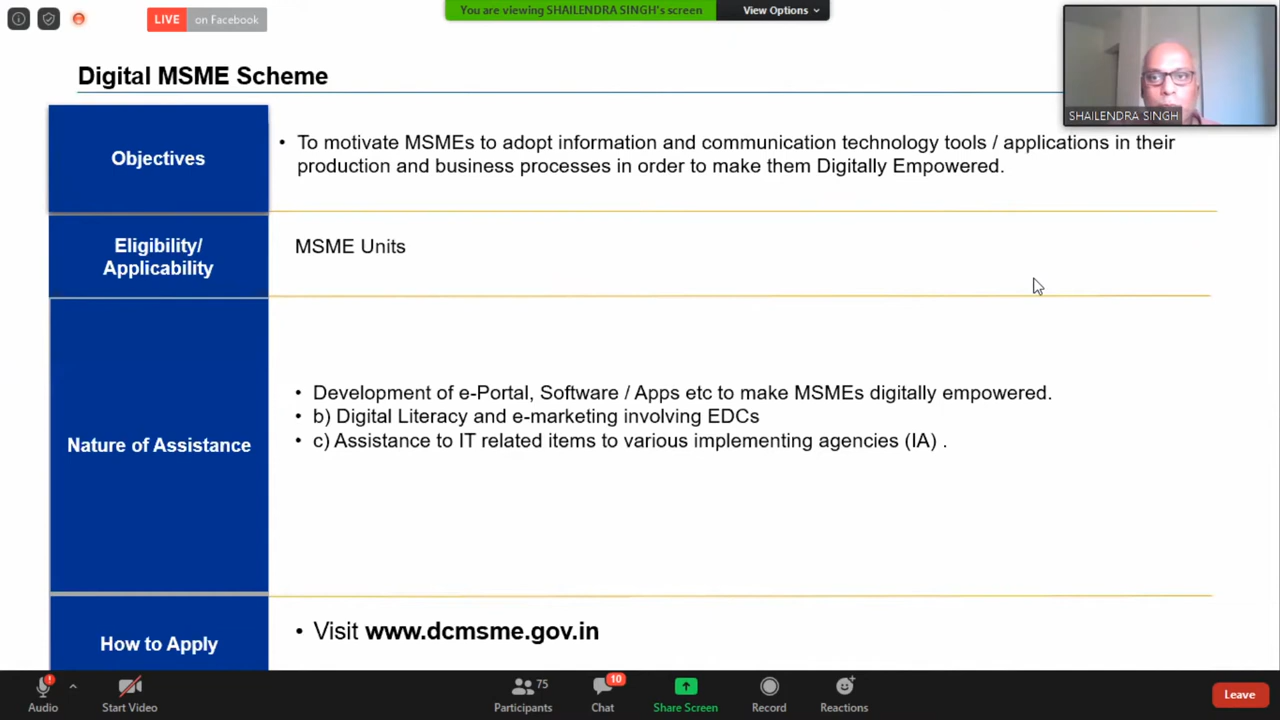 LIVE on Facebook
You are viewing SHAILENDRA SINGH's screen
View Options
SHAILENDRA SINGH
Digital MSME Scheme
Objectives
• To motivate MSMEs to adopt information and communication technology tools / applications in their
production and business processes in order to make them Digitally Empowered.
Eligibility/
Applicability
MSME Units
Nature of Assistance
• Development of e-Portal, Software / Apps etc to make MSMEs digitally empowered.
• b) Digital Literacy and e-marketing involving EDCs
• c) Assistance to IT related items to various implementing agencies (IA) .
How to Apply
• Visit www.dcmsme.gov.in
Audio
Start Video
75
Participants
10
Chat
Share Screen
Record
Reactions
Leave